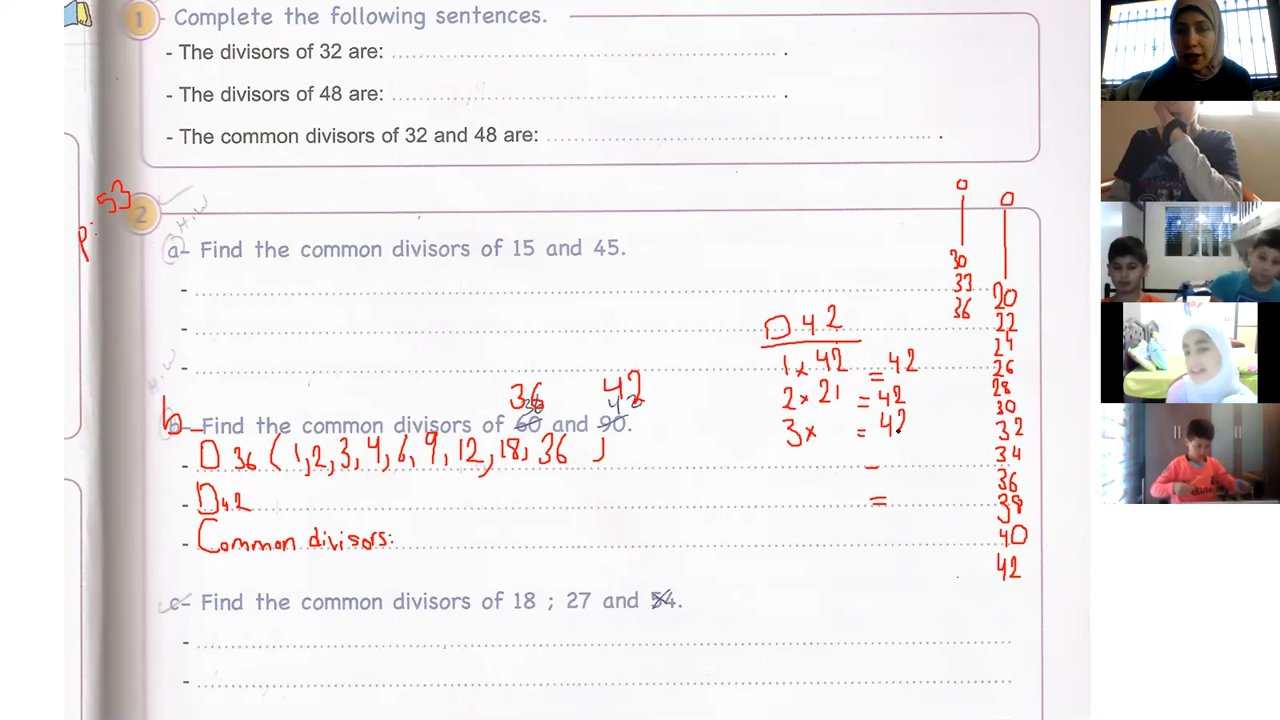 1 Complete the following sentences.
- The divisors of 32 are: .
- The divisors of 48 are: .
- The common divisors of 32 and 48 are: .
p: 53
2
H.W
a- Find the common divisors of 15 and 45.
-
-
-
H.W
36 42
b- Find the common divisors of 60 and 90.
- D 36 ( 1, 2, 3, 4, 6, 9, 12, 18, 36 )
- D42
- Common divisors:
c- Find the common divisors of 18 ; 27 and 54.
-
-
D 42
1 x 42 = 42
2 x 21 = 42
3 x = 42
-
=
0
30
33
36
0
20
22
24
26
28
30
32
34
36
38
40
42